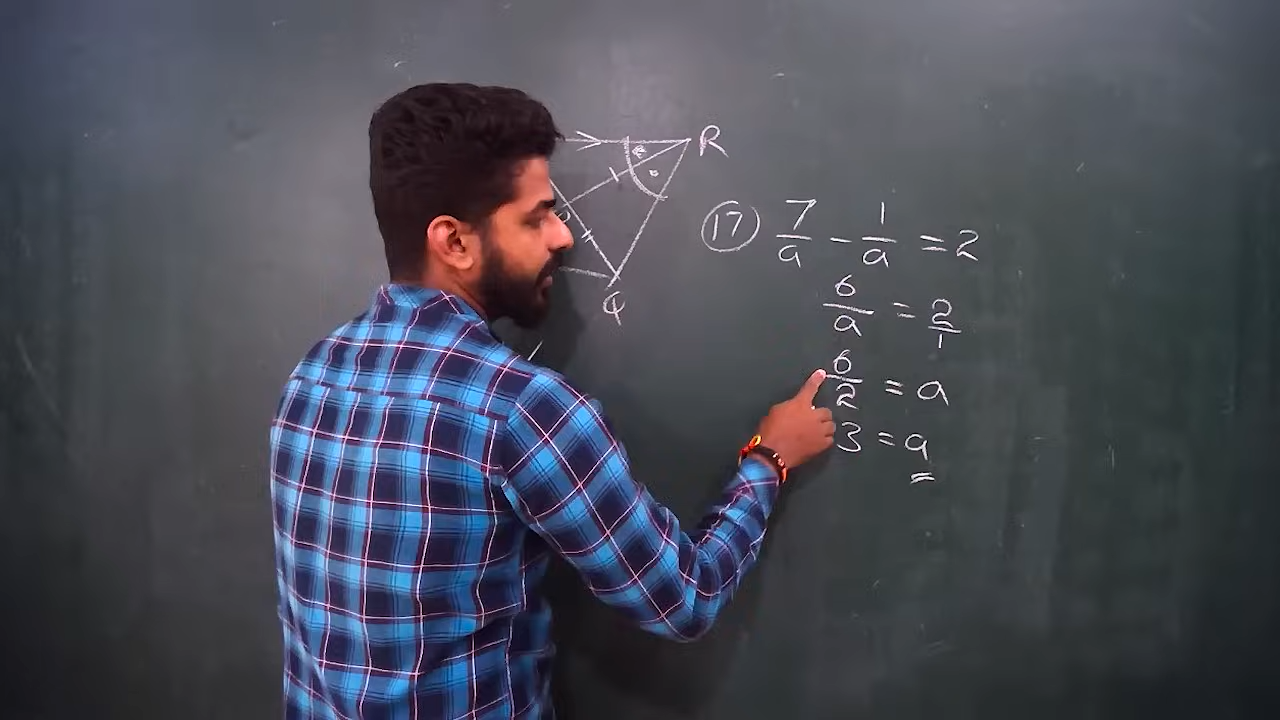 R
Q
(17) 7/a - 1/a = 2
6/a = 2/1
6/2 = a
3 = a